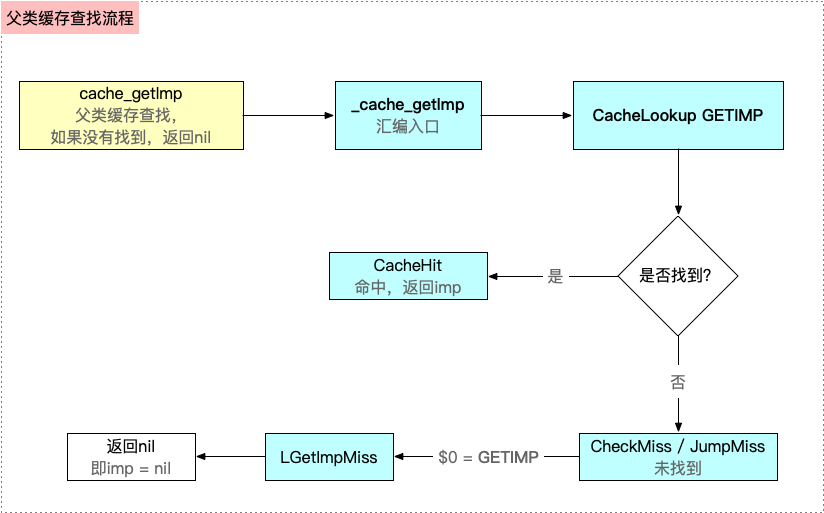 父类缓存查找流程
cache_getImp
父类缓存查找，
如果没有找到，返回nil
_cache_getImp
汇编入口
CacheLookup GETIMP
是否找到?
是
CacheHit
命中，返回imp
否
CheckMiss / JumpMiss
未找到
$0 = GETIMP
LGetImpMiss
返回nil
即imp = nil